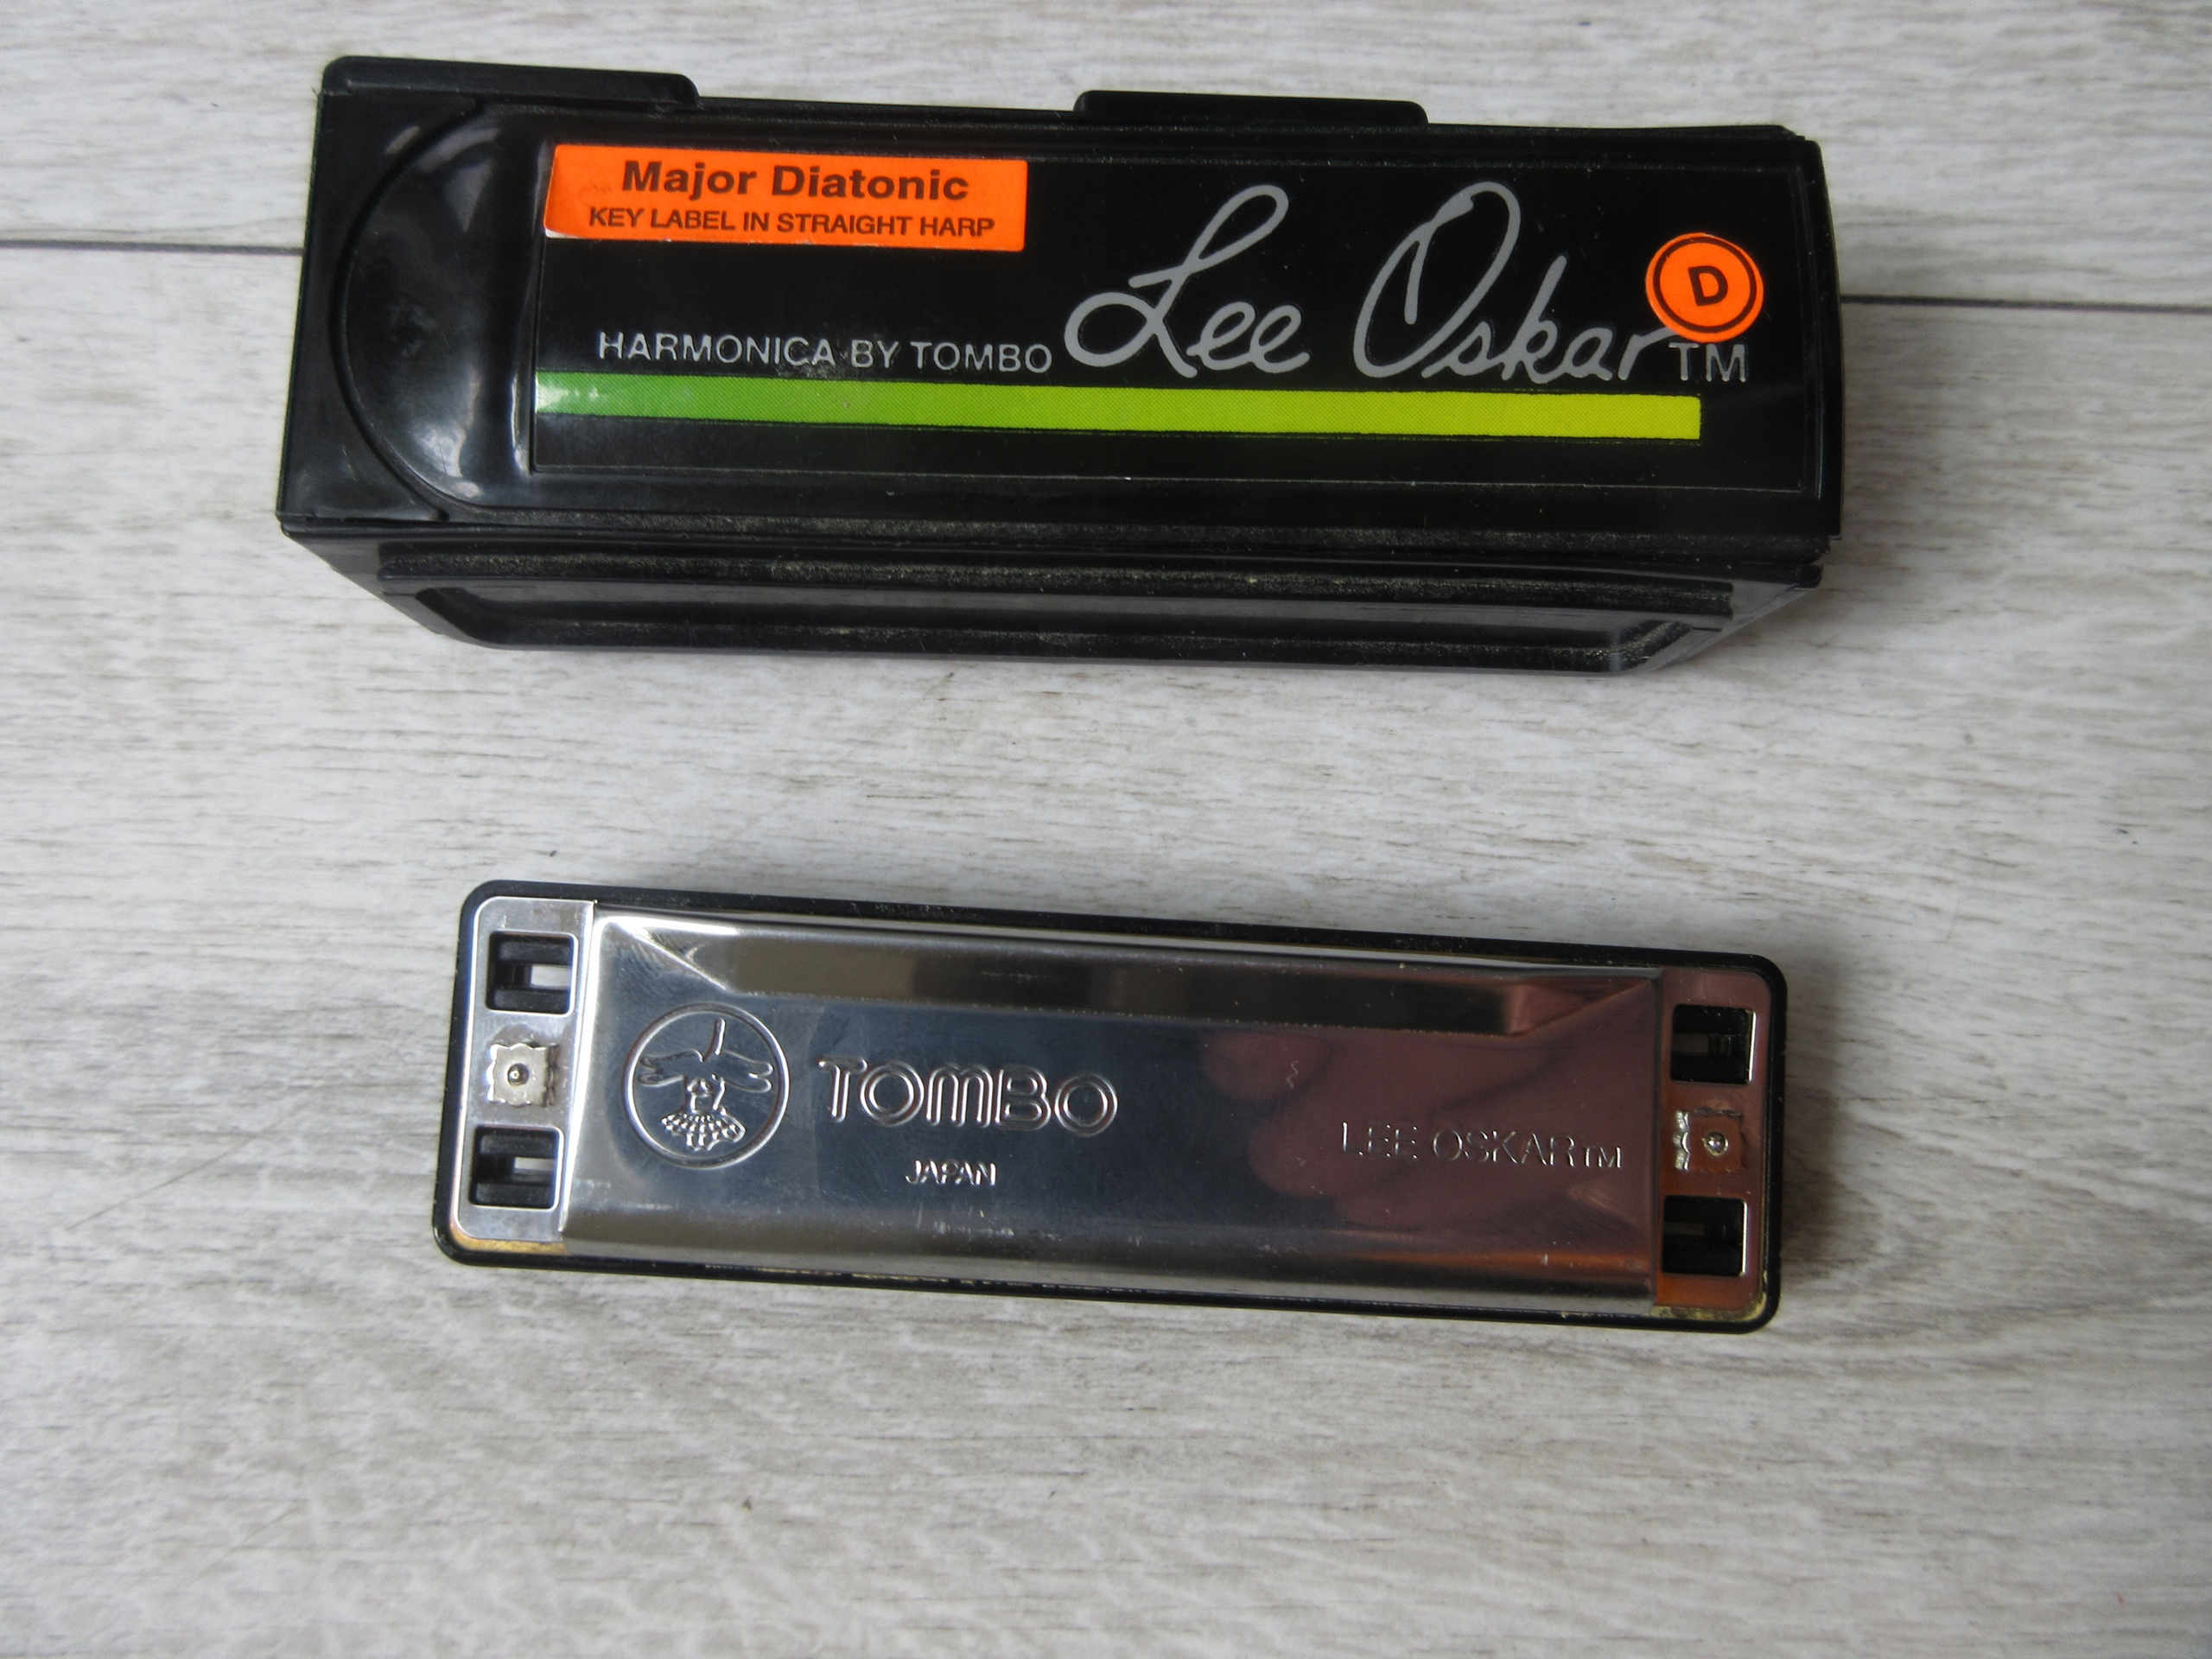 Major Diatonic
KEY LABEL IN STRAIGHT HARP
D
HARMONICA BY TOMBO Lee Oskar TM
TOMBO
JAPAN
LEE OSKAR TM